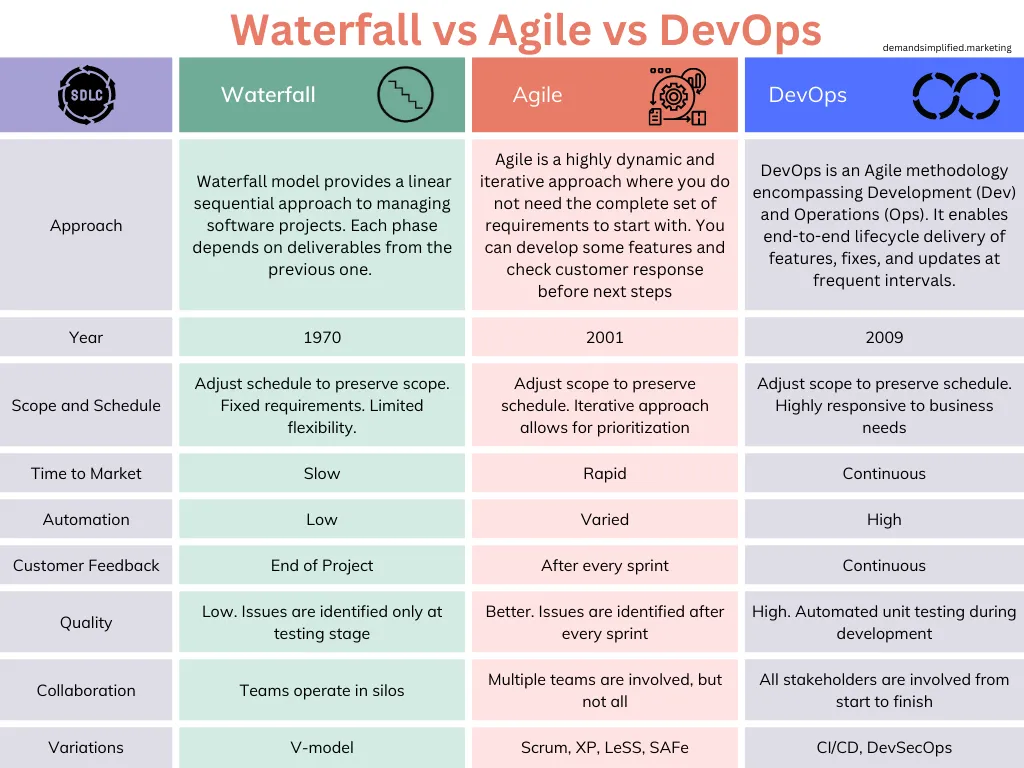 Waterfall vs Agile vs DevOps
demandsimplified.marketing
SDLC
Waterfall
Agile
DevOps
Approach
Waterfall model provides a linear
sequential approach to managing
software projects. Each phase
depends on deliverables from the
previous one.
Agile is a highly dynamic and
iterative approach where you do
not need the complete set of
requirements to start with. You
can develop some features and
check customer response
before next steps
DevOps is an Agile methodology
encompassing Development (Dev)
and Operations (Ops). It enables
end-to-end lifecycle delivery of
features, fixes, and updates at
frequent intervals.
Year
1970
2001
2009
Scope and Schedule
Adjust schedule to preserve scope.
Fixed requirements. Limited
flexibility.
Adjust scope to preserve
schedule. Iterative approach
allows for prioritization
Adjust scope to preserve schedule.
Highly responsive to business
needs
Time to Market
Slow
Rapid
Continuous
Automation
Low
Varied
High
Customer Feedback
End of Project
After every sprint
Continuous
Quality
Low. Issues are identified only at
testing stage
Better. Issues are identified after
every sprint
High. Automated unit testing during
development
Collaboration
Teams operate in silos
Multiple teams are involved, but
not all
All stakeholders are involved from
start to finish
Variations
V-model
Scrum, XP, LeSS, SAFe
CI/CD, DevSecOps